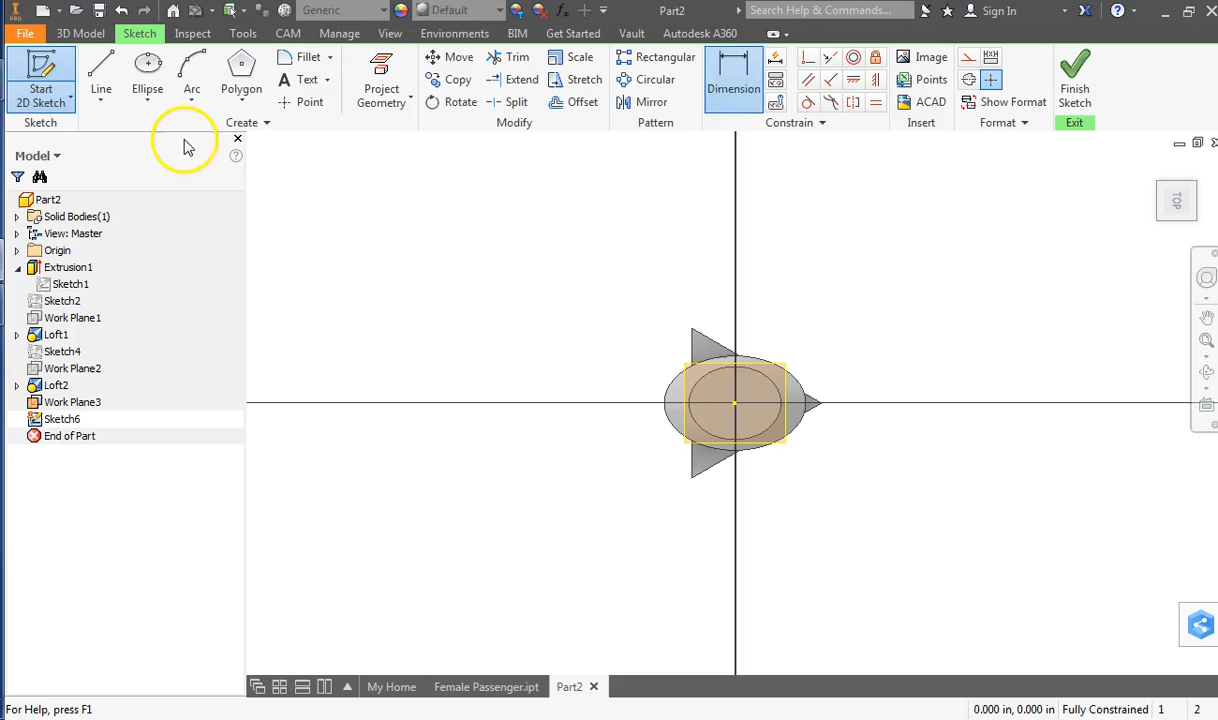 Generic
Default
Part2
Search Help & Commands...
Sign In
PRO
File
3D Model
Sketch
Inspect
Tools
CAM
Manage
View
Environments
BIM
Get Started
Vault
Autodesk A360
Start
2D Sketch
Line
Ellipse
Arc
Polygon
Fillet
Text
Point
Project
Geometry
Move
Copy
Rotate
Trim
Extend
Split
Scale
Stretch
Offset
Rectangular
Circular
Mirror
Dimension
Image
Points
ACAD
Show Format
Finish
Sketch
Sketch
Create
Modify
Pattern
Constrain
Insert
Format
Exit
Model
Part2
Solid Bodies(1)
View: Master
Origin
Extrusion1
Sketch1
Sketch2
Work Plane1
Loft1
Sketch4
Work Plane2
Loft2
Work Plane3
Sketch6
End of Part
TOP
My Home
Female Passenger.ipt
Part2
For Help, press F1
0.000 in, 0.000 in
Fully Constrained
1
2